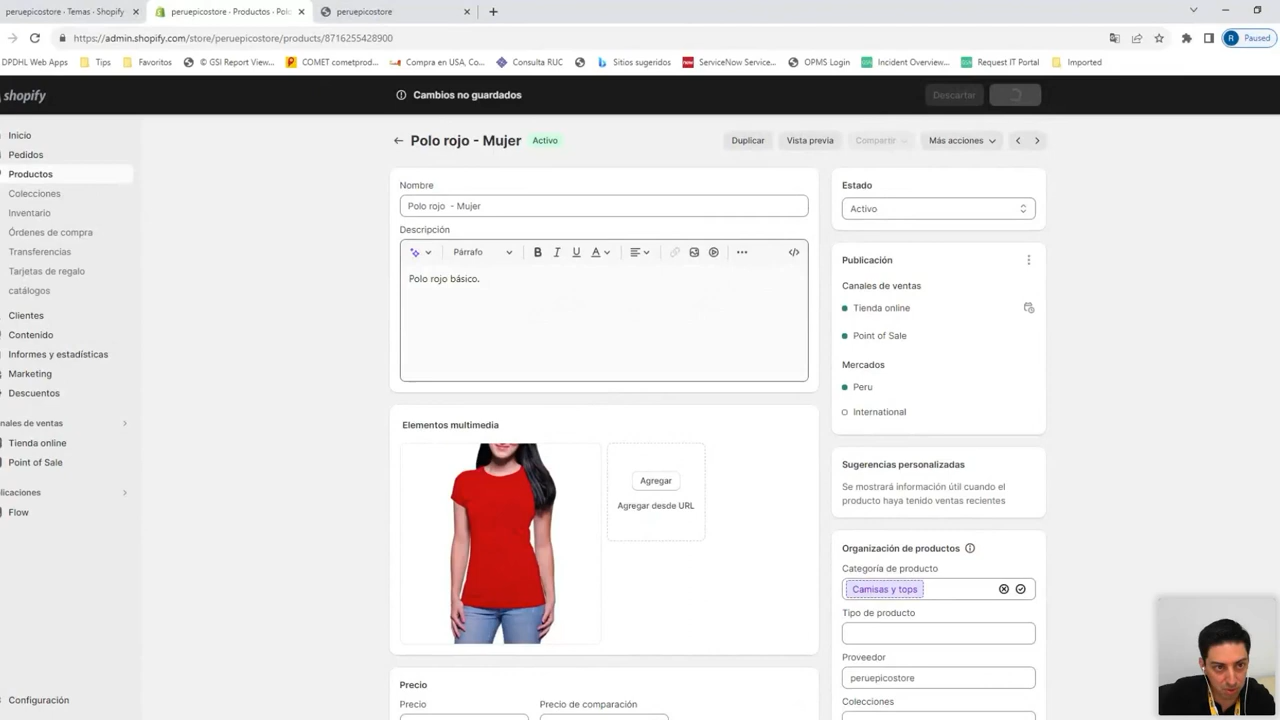 peruepicostore · Temas · Shopify
peruepicostore · Productos · Polo
peruepicostore
https://admin.shopify.com/store/peruepicostore/products/8716255428900
R
Paused
DPDHL Web Apps
Tips
Favoritos
© GSI Report View...
COMET cometprod...
Compra en USA, Co...
Consulta RUC
Sitios sugeridos
ServiceNow Service...
OPMS Login
Incident Overview...
Request IT Portal
Imported
shopify
Cambios no guardados
Descartar
Inicio
Pedidos
Productos
Colecciones
Inventario
Órdenes de compra
Transferencias
Tarjetas de regalo
catálogos
Clientes
Contenido
Informes y estadísticas
Marketing
Descuentos
nales de ventas
Tienda online
Point of Sale
licaciones
Flow
Configuración
Polo rojo - Mujer
Activo
Duplicar
Vista previa
Compartir
Más acciones
Nombre
Polo rojo - Mujer
Descripción
Párrafo
B I U A
Polo rojo básico.
Elementos multimedia
Agregar
Agregar desde URL
Precio
Precio
Precio de comparación
Estado
Activo
Publicación
Canales de ventas
Tienda online
Point of Sale
Mercados
Peru
International
Sugerencias personalizadas
Se mostrará información útil cuando el
producto haya tenido ventas recientes
Organización de productos
Categoría de producto
Camisas y tops
Tipo de producto
Proveedor
peruepicostore
Colecciones